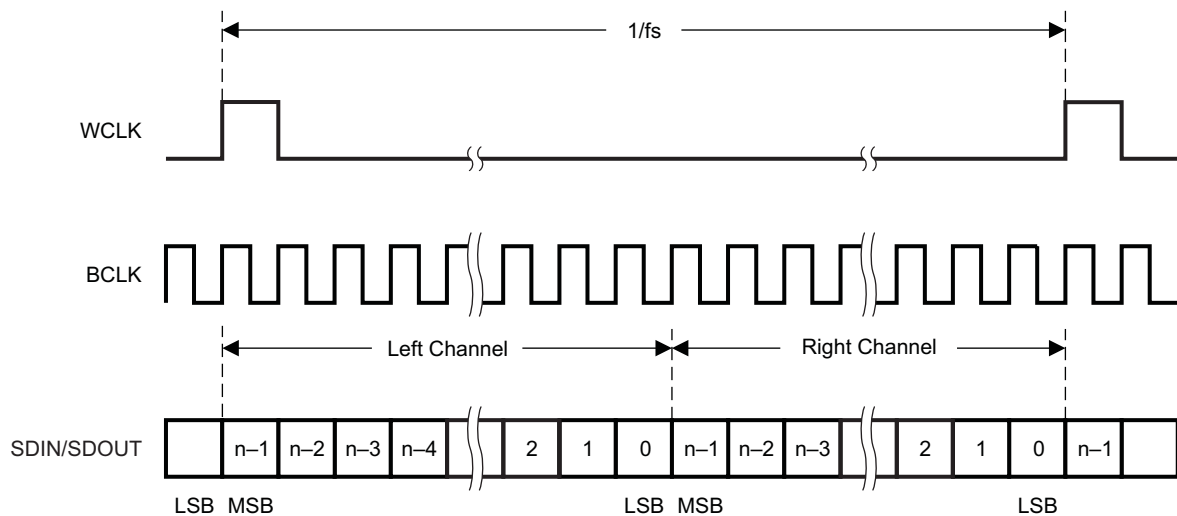 1/fs
WCLK
BCLK
Left Channel
Right Channel
SDIN/SDOUT
n–1 n–2 n–3 n–4 2 1 0 n–1 n–2 n–3 2 1 0 n–1
LSB MSB LSB MSB LSB